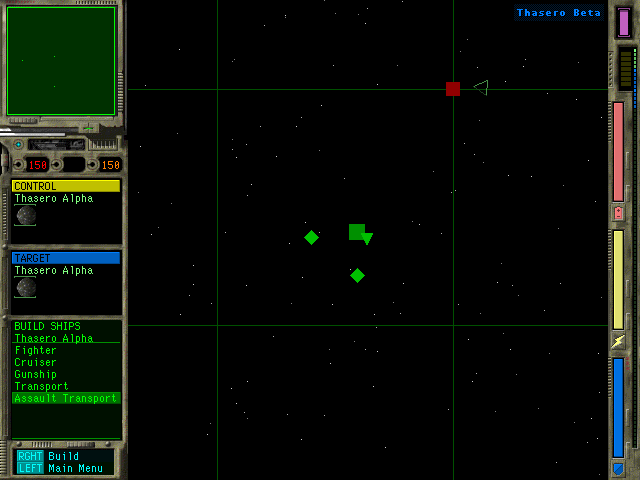 Thasero Beta
150 150
CONTROL
Thasero Alpha
TARGET
Thasero Alpha
BUILD SHIPS
Thasero Alpha
Fighter
Cruiser
Gunship
Transport
Assault Transport
RGHT Build
LEFT Main Menu